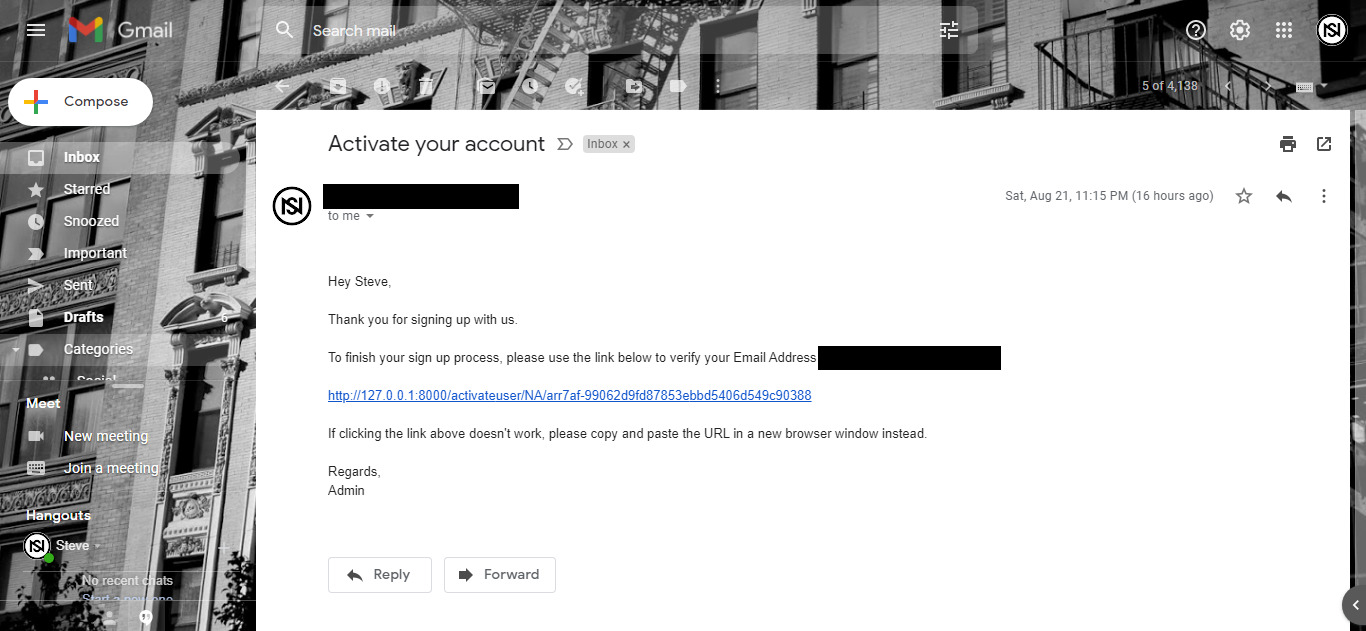 Gmail
Search mail
Compose
5 of 4,138
Inbox
Starred
Snoozed
Important
Sent
Drafts 6
Categories
Social
Meet
New meeting
Join a meeting
Hangouts
Steve
No recent chats
Start a new one
Activate your account
Inbox ×
to me
Sat, Aug 21, 11:15 PM (16 hours ago)
Hey Steve,
Thank you for signing up with us.
To finish your sign up process, please use the link below to verify your Email Address
http://127.0.0.1:8000/activateuser/NA/arr7af-99062d9fd87853ebbd5406d549c90388
If clicking the link above doesn't work, please copy and paste the URL in a new browser window instead.
Regards,
Admin
Reply
Forward